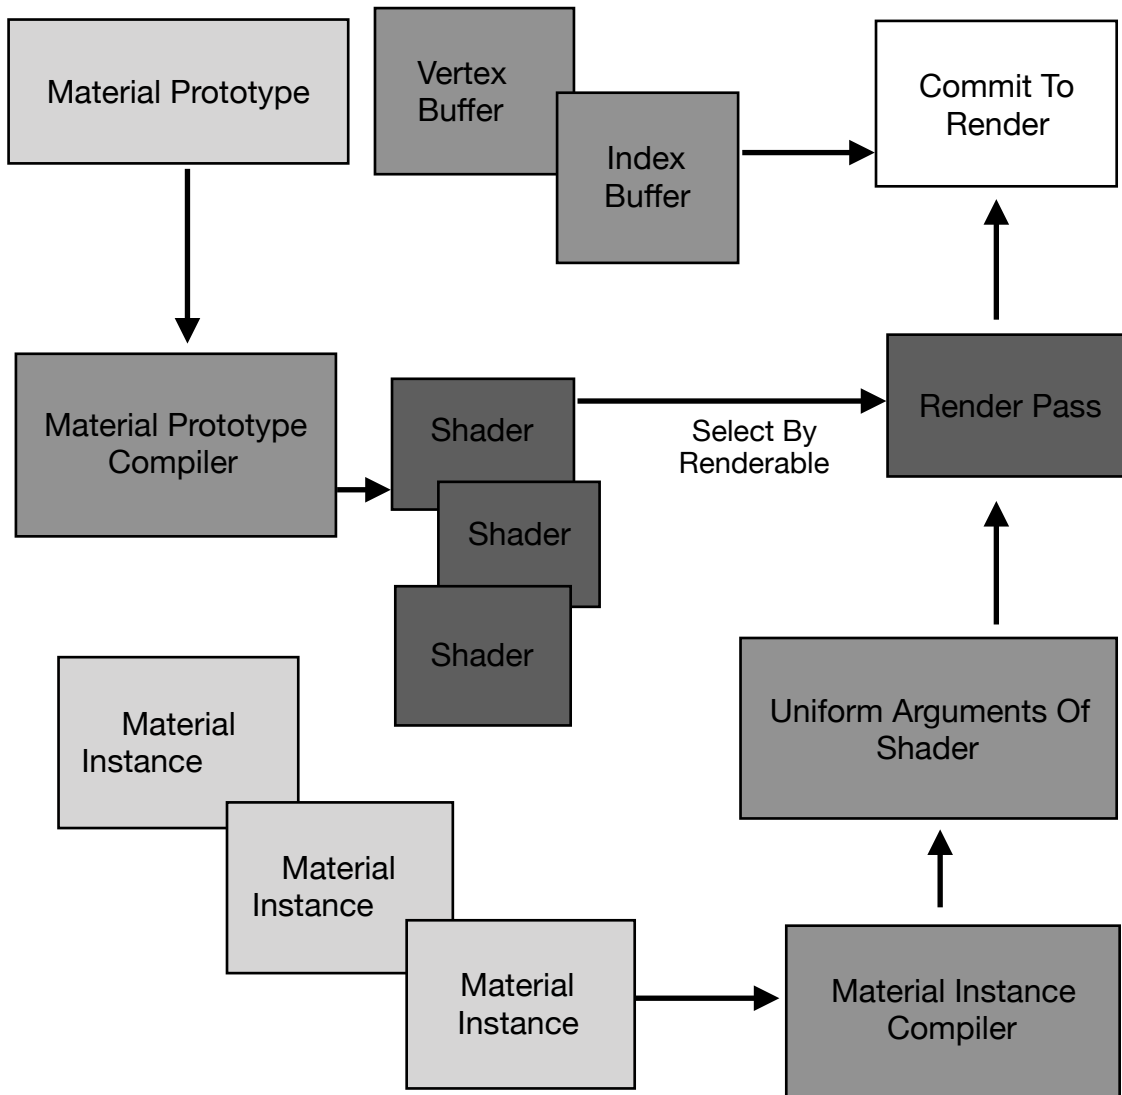 Material Prototype
Vertex
Buffer
Index
Buffer
Commit To
Render
Material Prototype
Compiler
Shader
Shader
Shader
Select By
Renderable
Render Pass
Material
Instance
Material
Instance
Material
Instance
Uniform Arguments Of
Shader
Material Instance
Compiler